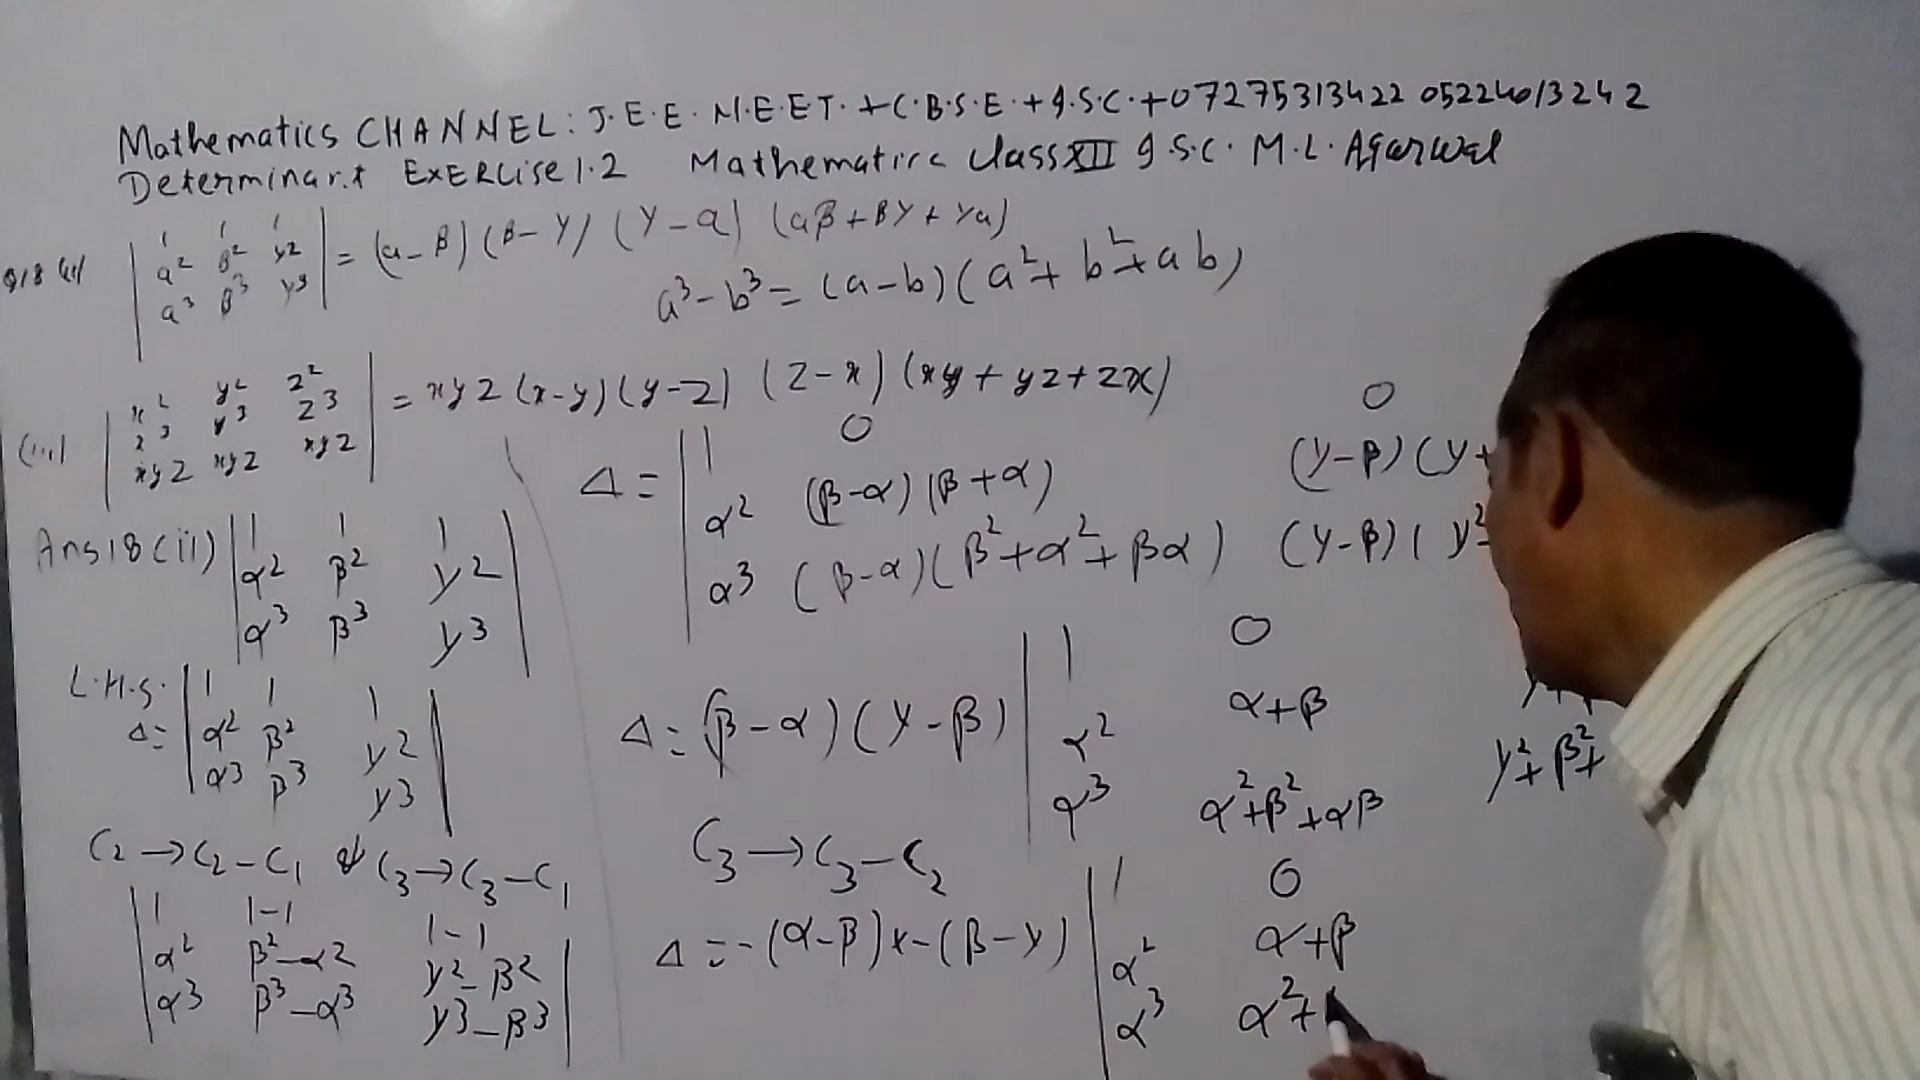 Mathematics CHANNEL: J.E.E. N.E.E.T. + C.B.S.E. + I.S.C. + 07275313422 05224013242
Determinant EXERCise 1.2 Mathematics Class XII I.S.C. M.L. Agarwal
Q18 (ii) | 1 1 1 | = (α-β)(β-γ)(γ-α)(αβ+βγ+γα)
α² β² γ²
α³ β³ γ³
a³-b³ = (a-b)(a²+b²+ab)
(iii) | x² y² z² | = xyz(x-y)(y-z)(z-x)(xy+yz+zx)
x³ y³ z³
xyz xyz xyz
Ans 18(ii) | 1 1 1 |
α² β² γ²
α³ β³ γ³
L.H.S.
Δ = | 1 1 1 |
α² β² γ²
α³ β³ γ³
C₂→C₂-C₁ & C₃→C₃-C₁
| 1 1-1 1-1 |
α² β²-α² γ²-β²
α³ β³-α³ γ³-β³
Δ = | 1 0 0
α² (β-α)(β+α) (γ-β)(γ+
α³ (β-α)(β²+α²+βα) (γ-β)(γ²
Δ = (β-α)(γ-β) | 1 0
α² α+β
α³ α²+β²+αβ γ²+β²+
C₃→C₃-C₂
Δ = -(α-β)x-(β-γ) | 1 0
α² α+β
α³ α²+